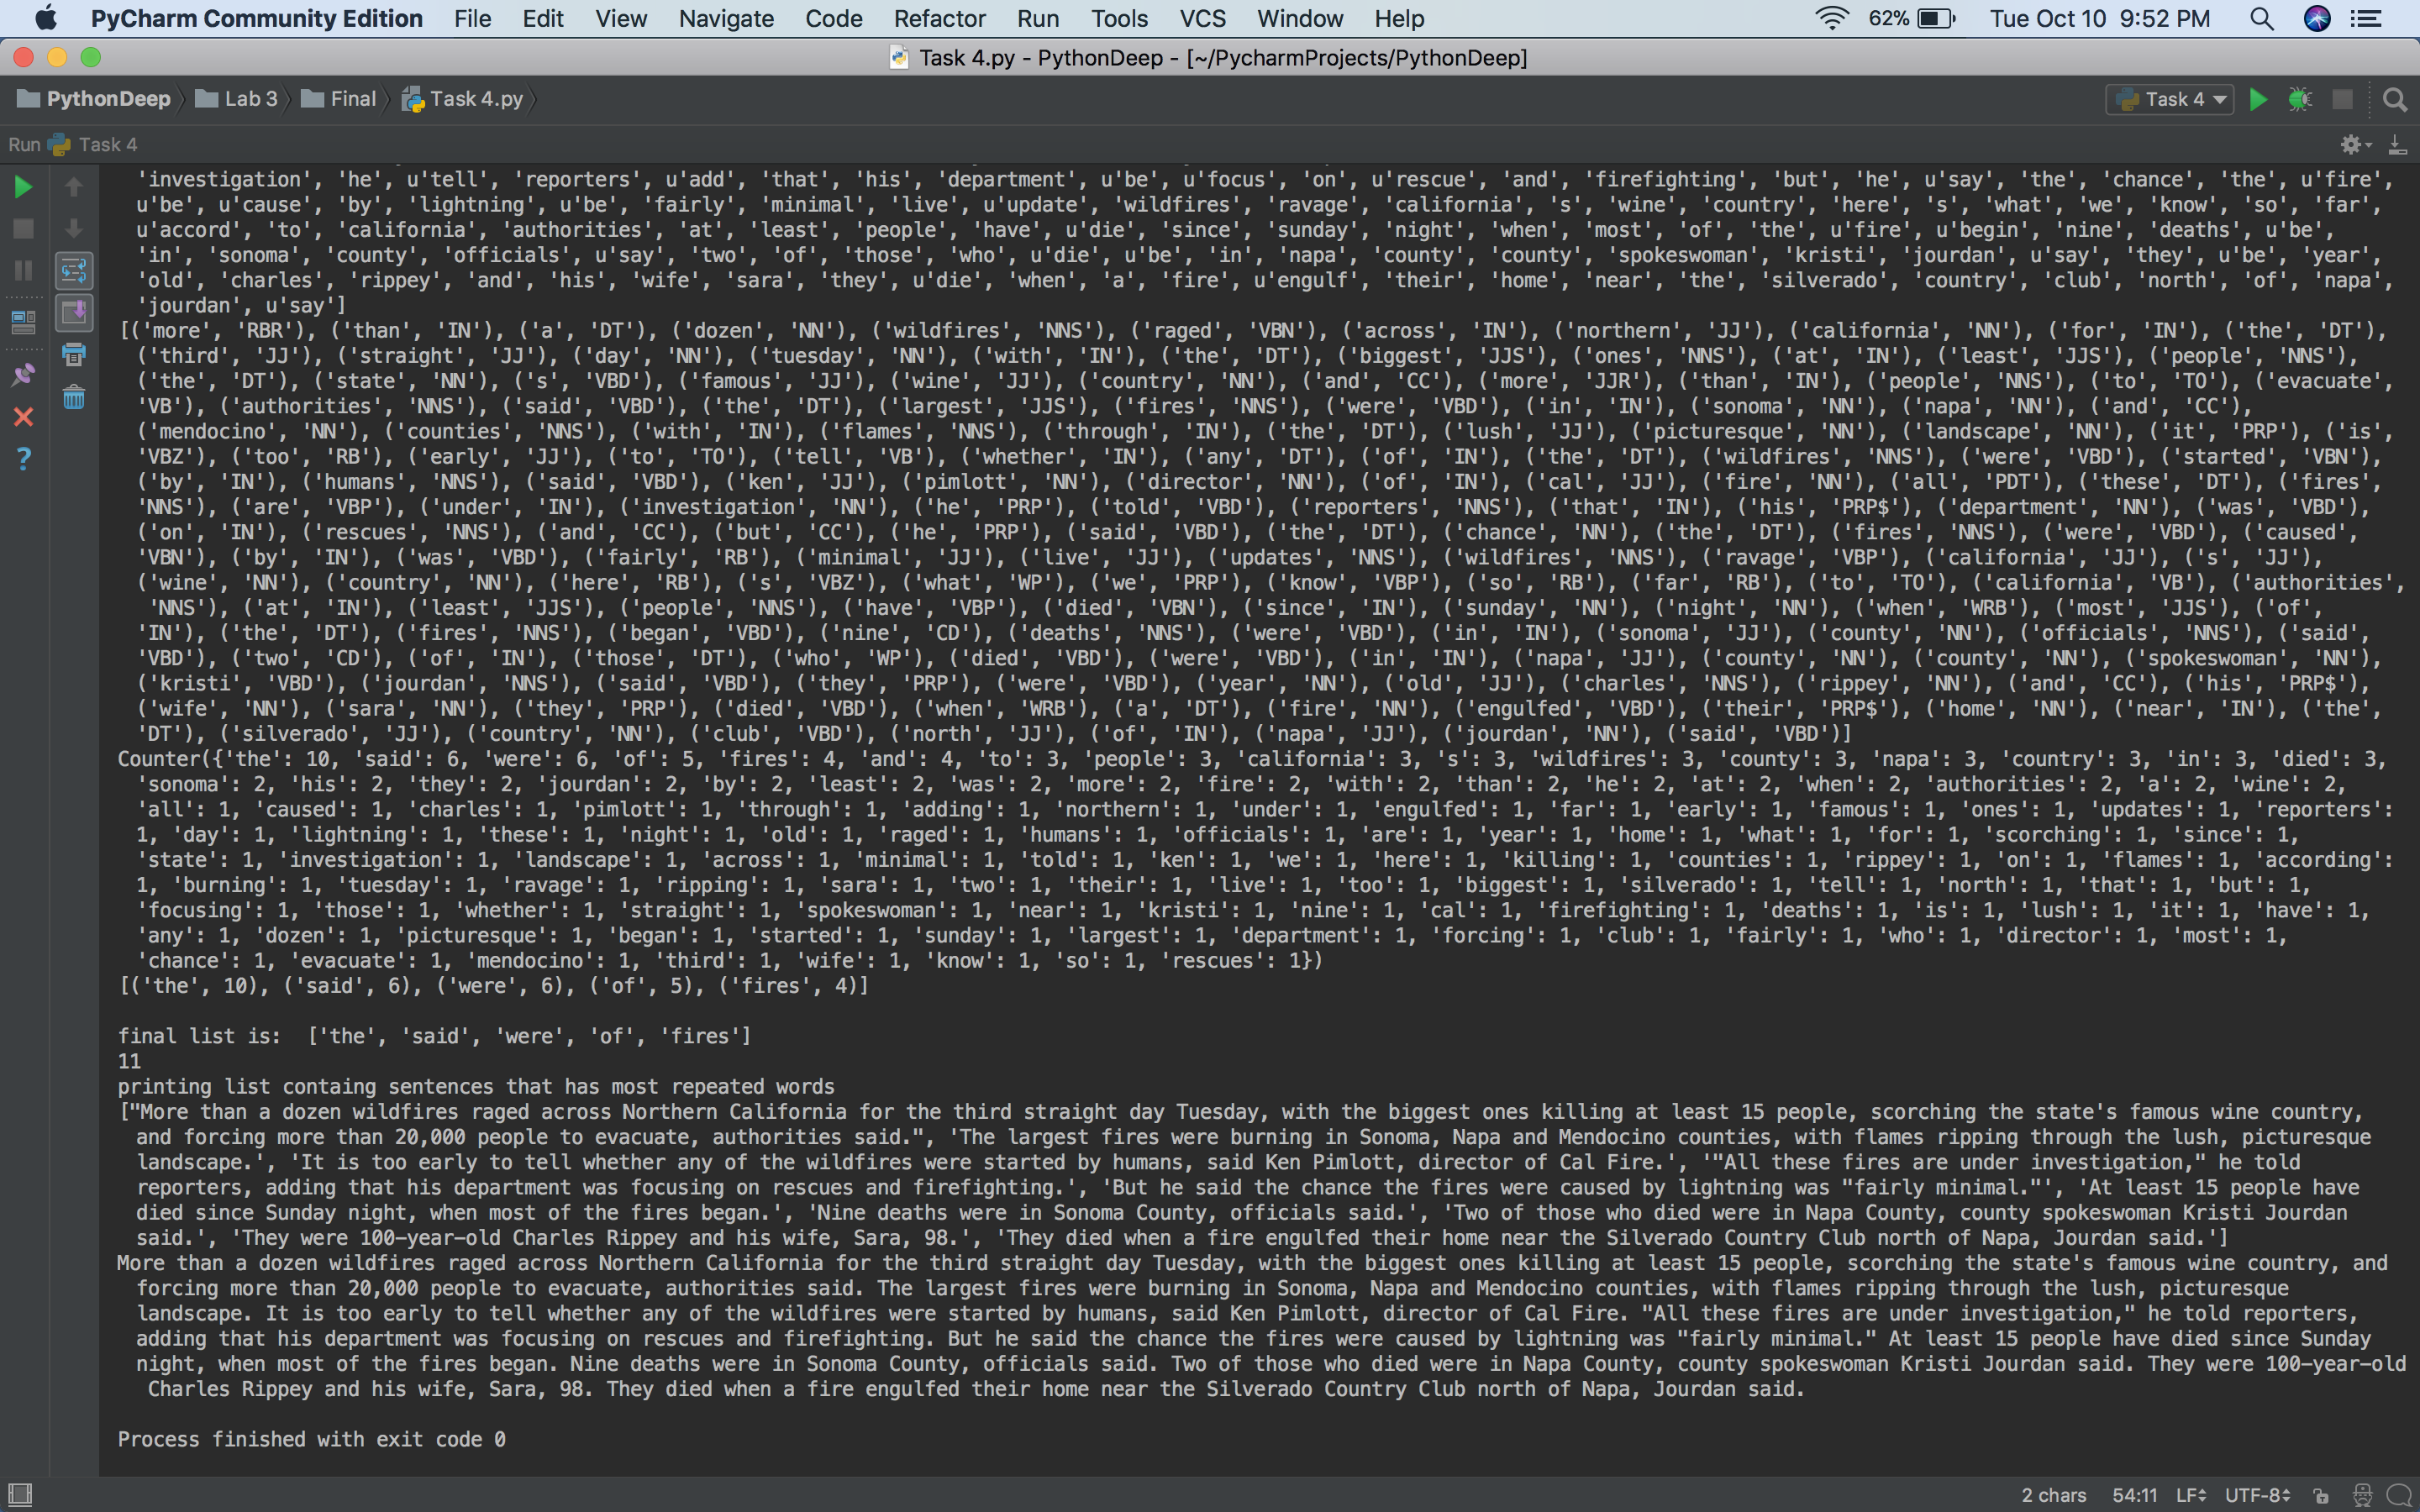 PyCharm Community Edition File Edit View Navigate Code Refactor Run Tools VCS Window Help 62% Tue Oct 10 9:52 PM
Task 4.py - PythonDeep - [~/PycharmProjects/PythonDeep]
PythonDeep Lab 3 Final Task 4.py Task 4
Run Task 4
'investigation', 'he', u'tell', 'reporters', u'add', 'that', 'his', 'department', u'be', u'focus', 'on', u'rescue', 'and', 'firefighting', 'but', 'he', u'say', 'the', 'chance', 'the', u'fire',
u'be', u'cause', 'by', 'lightning', u'be', 'fairly', 'minimal', 'live', u'update', 'wildfires', 'ravage', 'california', 's', 'wine', 'country', 'here', 's', 'what', 'we', 'know', 'so', 'far',
u'accord', 'to', 'california', 'authorities', 'at', 'least', 'people', 'have', u'die', 'since', 'sunday', 'night', 'when', 'most', 'of', 'the', u'fire', u'begin', 'nine', 'deaths', u'be',
'in', 'sonoma', 'county', 'officials', u'say', 'two', 'of', 'those', 'who', u'die', u'be', 'in', 'napa', 'county', 'county', 'spokeswoman', 'kristi', 'jourdan', u'say', 'they', u'be', 'year',
'old', 'charles', 'rippey', 'and', 'his', 'wife', 'sara', 'they', u'die', 'when', 'a', 'fire', u'engulf', 'their', 'home', 'near', 'the', 'silverado', 'country', 'club', 'north', 'of', 'napa',
'jourdan', u'say']
[('more', 'RBR'), ('than', 'IN'), ('a', 'DT'), ('dozen', 'NN'), ('wildfires', 'NNS'), ('raged', 'VBN'), ('across', 'IN'), ('northern', 'JJ'), ('california', 'NN'), ('for', 'IN'), ('the', 'DT'),
('third', 'JJ'), ('straight', 'JJ'), ('day', 'NN'), ('tuesday', 'NN'), ('with', 'IN'), ('the', 'DT'), ('biggest', 'JJS'), ('ones', 'NNS'), ('at', 'IN'), ('least', 'JJS'), ('people', 'NNS'),
('the', 'DT'), ('state', 'NN'), ('s', 'VBD'), ('famous', 'JJ'), ('wine', 'JJ'), ('country', 'NN'), ('and', 'CC'), ('more', 'JJR'), ('than', 'IN'), ('people', 'NNS'), ('to', 'TO'), ('evacuate',
'VB'), ('authorities', 'NNS'), ('said', 'VBD'), ('the', 'DT'), ('largest', 'JJS'), ('fires', 'NNS'), ('were', 'VBD'), ('in', 'IN'), ('sonoma', 'NN'), ('napa', 'NN'), ('and', 'CC'),
('mendocino', 'NN'), ('counties', 'NNS'), ('with', 'IN'), ('flames', 'NNS'), ('through', 'IN'), ('the', 'DT'), ('lush', 'JJ'), ('picturesque', 'NN'), ('landscape', 'NN'), ('it', 'PRP'), ('is',
'VBZ'), ('too', 'RB'), ('early', 'JJ'), ('to', 'TO'), ('tell', 'VB'), ('whether', 'IN'), ('any', 'DT'), ('of', 'IN'), ('the', 'DT'), ('wildfires', 'NNS'), ('were', 'VBD'), ('started', 'VBN'),
('by', 'IN'), ('humans', 'NNS'), ('said', 'VBD'), ('ken', 'JJ'), ('pimlott', 'NN'), ('director', 'NN'), ('of', 'IN'), ('cal', 'JJ'), ('fire', 'NN'), ('all', 'PDT'), ('these', 'DT'), ('fires',
'NNS'), ('are', 'VBP'), ('under', 'IN'), ('investigation', 'NN'), ('he', 'PRP'), ('told', 'VBD'), ('reporters', 'NNS'), ('that', 'IN'), ('his', 'PRP$'), ('department', 'NN'), ('was', 'VBD'),
('on', 'IN'), ('rescues', 'NNS'), ('and', 'CC'), ('but', 'CC'), ('he', 'PRP'), ('said', 'VBD'), ('the', 'DT'), ('chance', 'NN'), ('the', 'DT'), ('fires', 'NNS'), ('were', 'VBD'), ('caused',
'VBN'), ('by', 'IN'), ('was', 'VBD'), ('fairly', 'RB'), ('minimal', 'JJ'), ('live', 'JJ'), ('updates', 'NNS'), ('wildfires', 'NNS'), ('ravage', 'VBP'), ('california', 'JJ'), ('s', 'JJ'),
('wine', 'NN'), ('country', 'NN'), ('here', 'RB'), ('s', 'VBZ'), ('what', 'WP'), ('we', 'PRP'), ('know', 'VBP'), ('so', 'RB'), ('far', 'RB'), ('to', 'TO'), ('california', 'VB'), ('authorities',
'NNS'), ('at', 'IN'), ('least', 'JJS'), ('people', 'NNS'), ('have', 'VBP'), ('died', 'VBN'), ('since', 'IN'), ('sunday', 'NN'), ('night', 'NN'), ('when', 'WRB'), ('most', 'JJS'), ('of',
'IN'), ('the', 'DT'), ('fires', 'NNS'), ('began', 'VBD'), ('nine', 'CD'), ('deaths', 'NNS'), ('were', 'VBD'), ('in', 'IN'), ('sonoma', 'JJ'), ('county', 'NN'), ('officials', 'NNS'), ('said',
'VBD'), ('two', 'CD'), ('of', 'IN'), ('those', 'DT'), ('who', 'WP'), ('died', 'VBD'), ('were', 'VBD'), ('in', 'IN'), ('napa', 'JJ'), ('county', 'NN'), ('county', 'NN'), ('spokeswoman', 'NN'),
('kristi', 'VBD'), ('jourdan', 'NNS'), ('said', 'VBD'), ('they', 'PRP'), ('were', 'VBD'), ('year', 'NN'), ('old', 'JJ'), ('charles', 'NNS'), ('rippey', 'NN'), ('and', 'CC'), ('his', 'PRP$'),
('wife', 'NN'), ('sara', 'NN'), ('they', 'PRP'), ('died', 'VBD'), ('when', 'WRB'), ('a', 'DT'), ('fire', 'NN'), ('engulfed', 'VBD'), ('their', 'PRP$'), ('home', 'NN'), ('near', 'IN'), ('the',
'DT'), ('silverado', 'JJ'), ('country', 'NN'), ('club', 'VBD'), ('north', 'JJ'), ('of', 'IN'), ('napa', 'JJ'), ('jourdan', 'NN'), ('said', 'VBD')]
Counter({'the': 10, 'said': 6, 'were': 6, 'of': 5, 'fires': 4, 'and': 4, 'to': 3, 'people': 3, 'california': 3, 's': 3, 'wildfires': 3, 'county': 3, 'napa': 3, 'country': 3, 'in': 3, 'died': 3,
'sonoma': 2, 'his': 2, 'they': 2, 'jourdan': 2, 'by': 2, 'least': 2, 'was': 2, 'more': 2, 'fire': 2, 'with': 2, 'than': 2, 'he': 2, 'at': 2, 'when': 2, 'authorities': 2, 'a': 2, 'wine': 2,
'all': 1, 'caused': 1, 'charles': 1, 'pimlott': 1, 'through': 1, 'adding': 1, 'northern': 1, 'under': 1, 'engulfed': 1, 'far': 1, 'early': 1, 'famous': 1, 'ones': 1, 'updates': 1, 'reporters':
1, 'day': 1, 'lightning': 1, 'these': 1, 'night': 1, 'old': 1, 'raged': 1, 'humans': 1, 'officials': 1, 'are': 1, 'year': 1, 'home': 1, 'what': 1, 'for': 1, 'scorching': 1, 'since': 1,
'state': 1, 'investigation': 1, 'landscape': 1, 'across': 1, 'minimal': 1, 'told': 1, 'ken': 1, 'we': 1, 'here': 1, 'killing': 1, 'counties': 1, 'rippey': 1, 'on': 1, 'flames': 1, 'according':
1, 'burning': 1, 'tuesday': 1, 'ravage': 1, 'ripping': 1, 'sara': 1, 'two': 1, 'their': 1, 'live': 1, 'too': 1, 'biggest': 1, 'silverado': 1, 'tell': 1, 'north': 1, 'that': 1, 'but': 1,
'focusing': 1, 'those': 1, 'whether': 1, 'straight': 1, 'spokeswoman': 1, 'near': 1, 'kristi': 1, 'nine': 1, 'cal': 1, 'firefighting': 1, 'deaths': 1, 'is': 1, 'lush': 1, 'it': 1, 'have': 1,
'any': 1, 'dozen': 1, 'picturesque': 1, 'began': 1, 'started': 1, 'sunday': 1, 'largest': 1, 'department': 1, 'forcing': 1, 'club': 1, 'fairly': 1, 'who': 1, 'director': 1, 'most': 1,
'chance': 1, 'evacuate': 1, 'mendocino': 1, 'third': 1, 'wife': 1, 'know': 1, 'so': 1, 'rescues': 1})
[('the', 10), ('said', 6), ('were', 6), ('of', 5), ('fires', 4)]
final list is: ['the', 'said', 'were', 'of', 'fires']
11
printing list containg sentences that has most repeated words
["More than a dozen wildfires raged across Northern California for the third straight day Tuesday, with the biggest ones killing at least 15 people, scorching the state's famous wine country,
and forcing more than 20,000 people to evacuate, authorities said.", 'The largest fires were burning in Sonoma, Napa and Mendocino counties, with flames ripping through the lush, picturesque
landscape.', 'It is too early to tell whether any of the wildfires were started by humans, said Ken Pimlott, director of Cal Fire.', '"All these fires are under investigation," he told
reporters, adding that his department was focusing on rescues and firefighting.', 'But he said the chance the fires were caused by lightning was "fairly minimal."', 'At least 15 people have
died since Sunday night, when most of the fires began.', 'Nine deaths were in Sonoma County, officials said.', 'Two of those who died were in Napa County, county spokeswoman Kristi Jourdan
said.', 'They were 100-year-old Charles Rippey and his wife, Sara, 98.', 'They died when a fire engulfed their home near the Silverado Country Club north of Napa, Jourdan said.']
More than a dozen wildfires raged across Northern California for the third straight day Tuesday, with the biggest ones killing at least 15 people, scorching the state's famous wine country, and
forcing more than 20,000 people to evacuate, authorities said. The largest fires were burning in Sonoma, Napa and Mendocino counties, with flames ripping through the lush, picturesque
landscape. It is too early to tell whether any of the wildfires were started by humans, said Ken Pimlott, director of Cal Fire. "All these fires are under investigation," he told reporters,
adding that his department was focusing on rescues and firefighting. But he said the chance the fires were caused by lightning was "fairly minimal." At least 15 people have died since Sunday
night, when most of the fires began. Nine deaths were in Sonoma County, officials said. Two of those who died were in Napa County, county spokeswoman Kristi Jourdan said. They were 100-year-old
Charles Rippey and his wife, Sara, 98. They died when a fire engulfed their home near the Silverado Country Club north of Napa, Jourdan said.
Process finished with exit code 0
2 chars 54:11 LF UTF-8